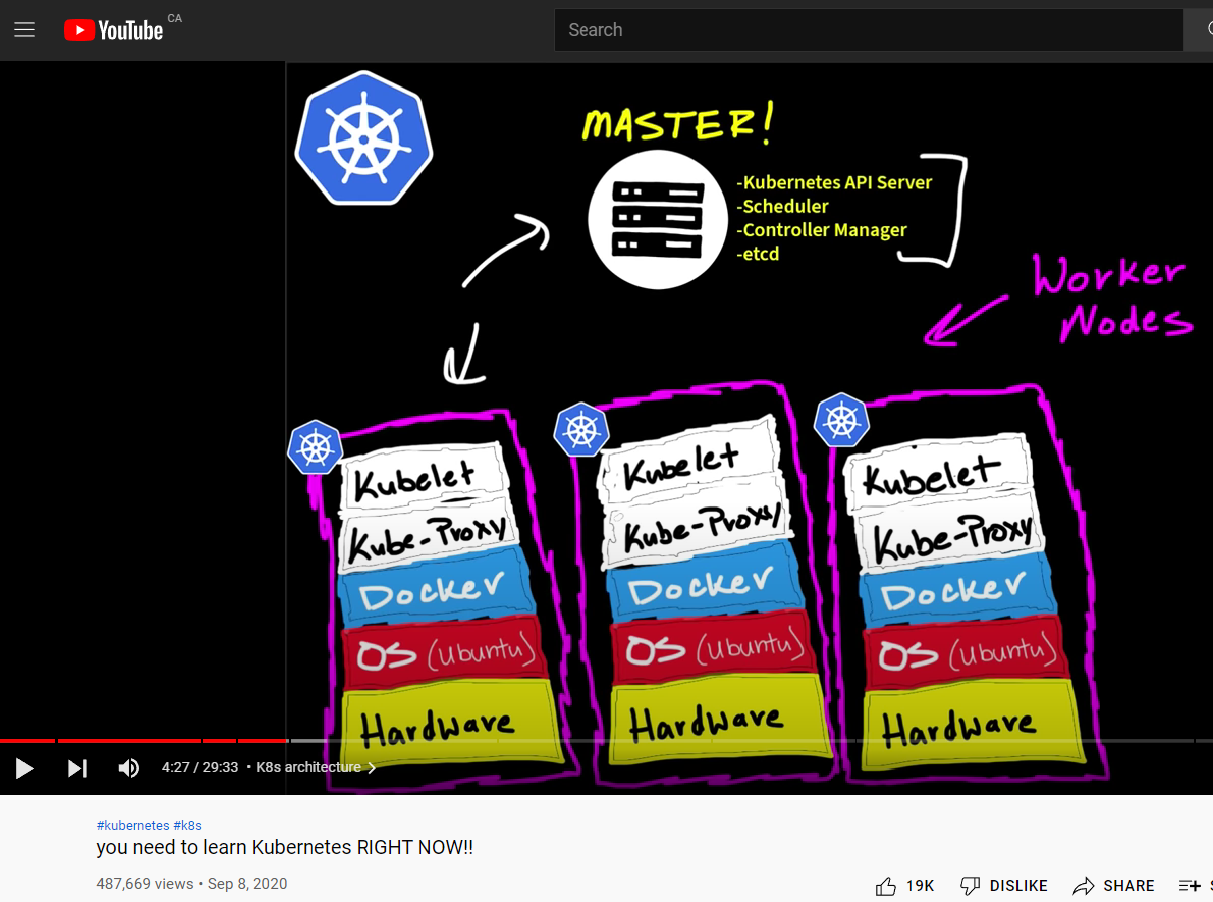 YouTube CA
Search
MASTER!
-Kubernetes API Server
-Scheduler
-Controller Manager
-etcd
Worker
Nodes
Kubelet
Kube-Proxy
Docker
OS (Ubuntu)
Hardware
Kubelet
Kube-Proxy
Docker
OS (Ubuntu)
Hardware
Kubelet
Kube-Proxy
Docker
OS (Ubuntu)
Hardware
4:27 / 29:33 • K8s architecture
#kubernetes #k8s
you need to learn Kubernetes RIGHT NOW!!
487,669 views • Sep 8, 2020
19K DISLIKE SHARE